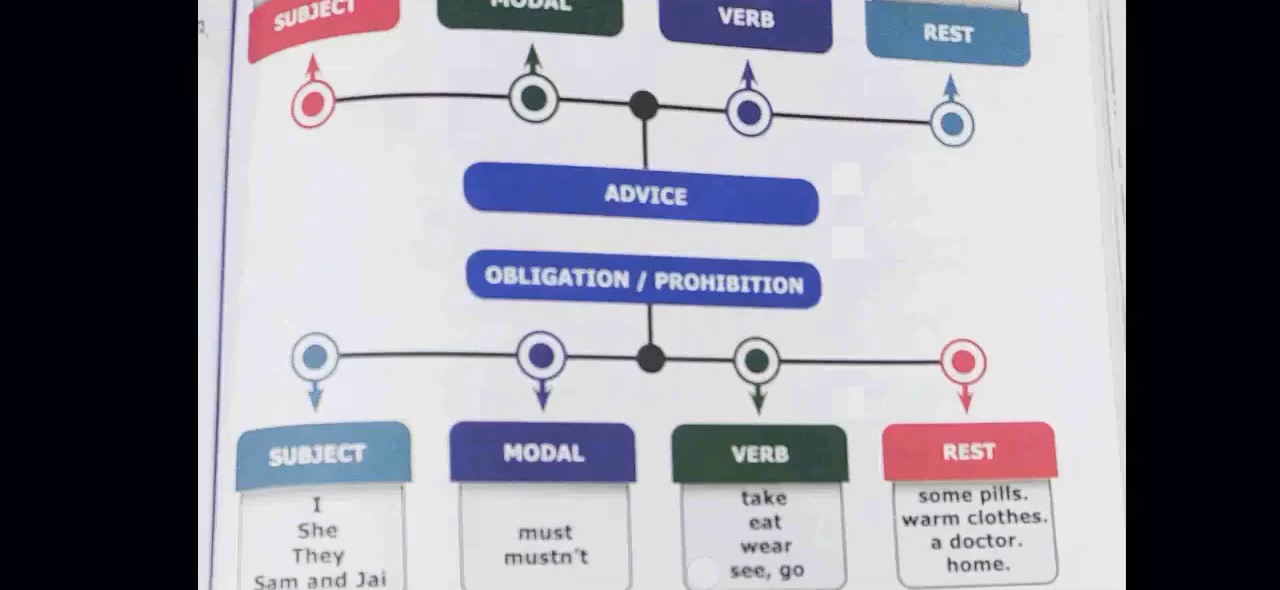 SUBJECT
MODAL
VERB
REST
ADVICE
OBLIGATION / PROHIBITION
SUBJECT
MODAL
VERB
REST
I
She
They
Sam and Jai
must
mustn't
take
eat
wear
see, go
some pills.
warm clothes.
a doctor.
home.